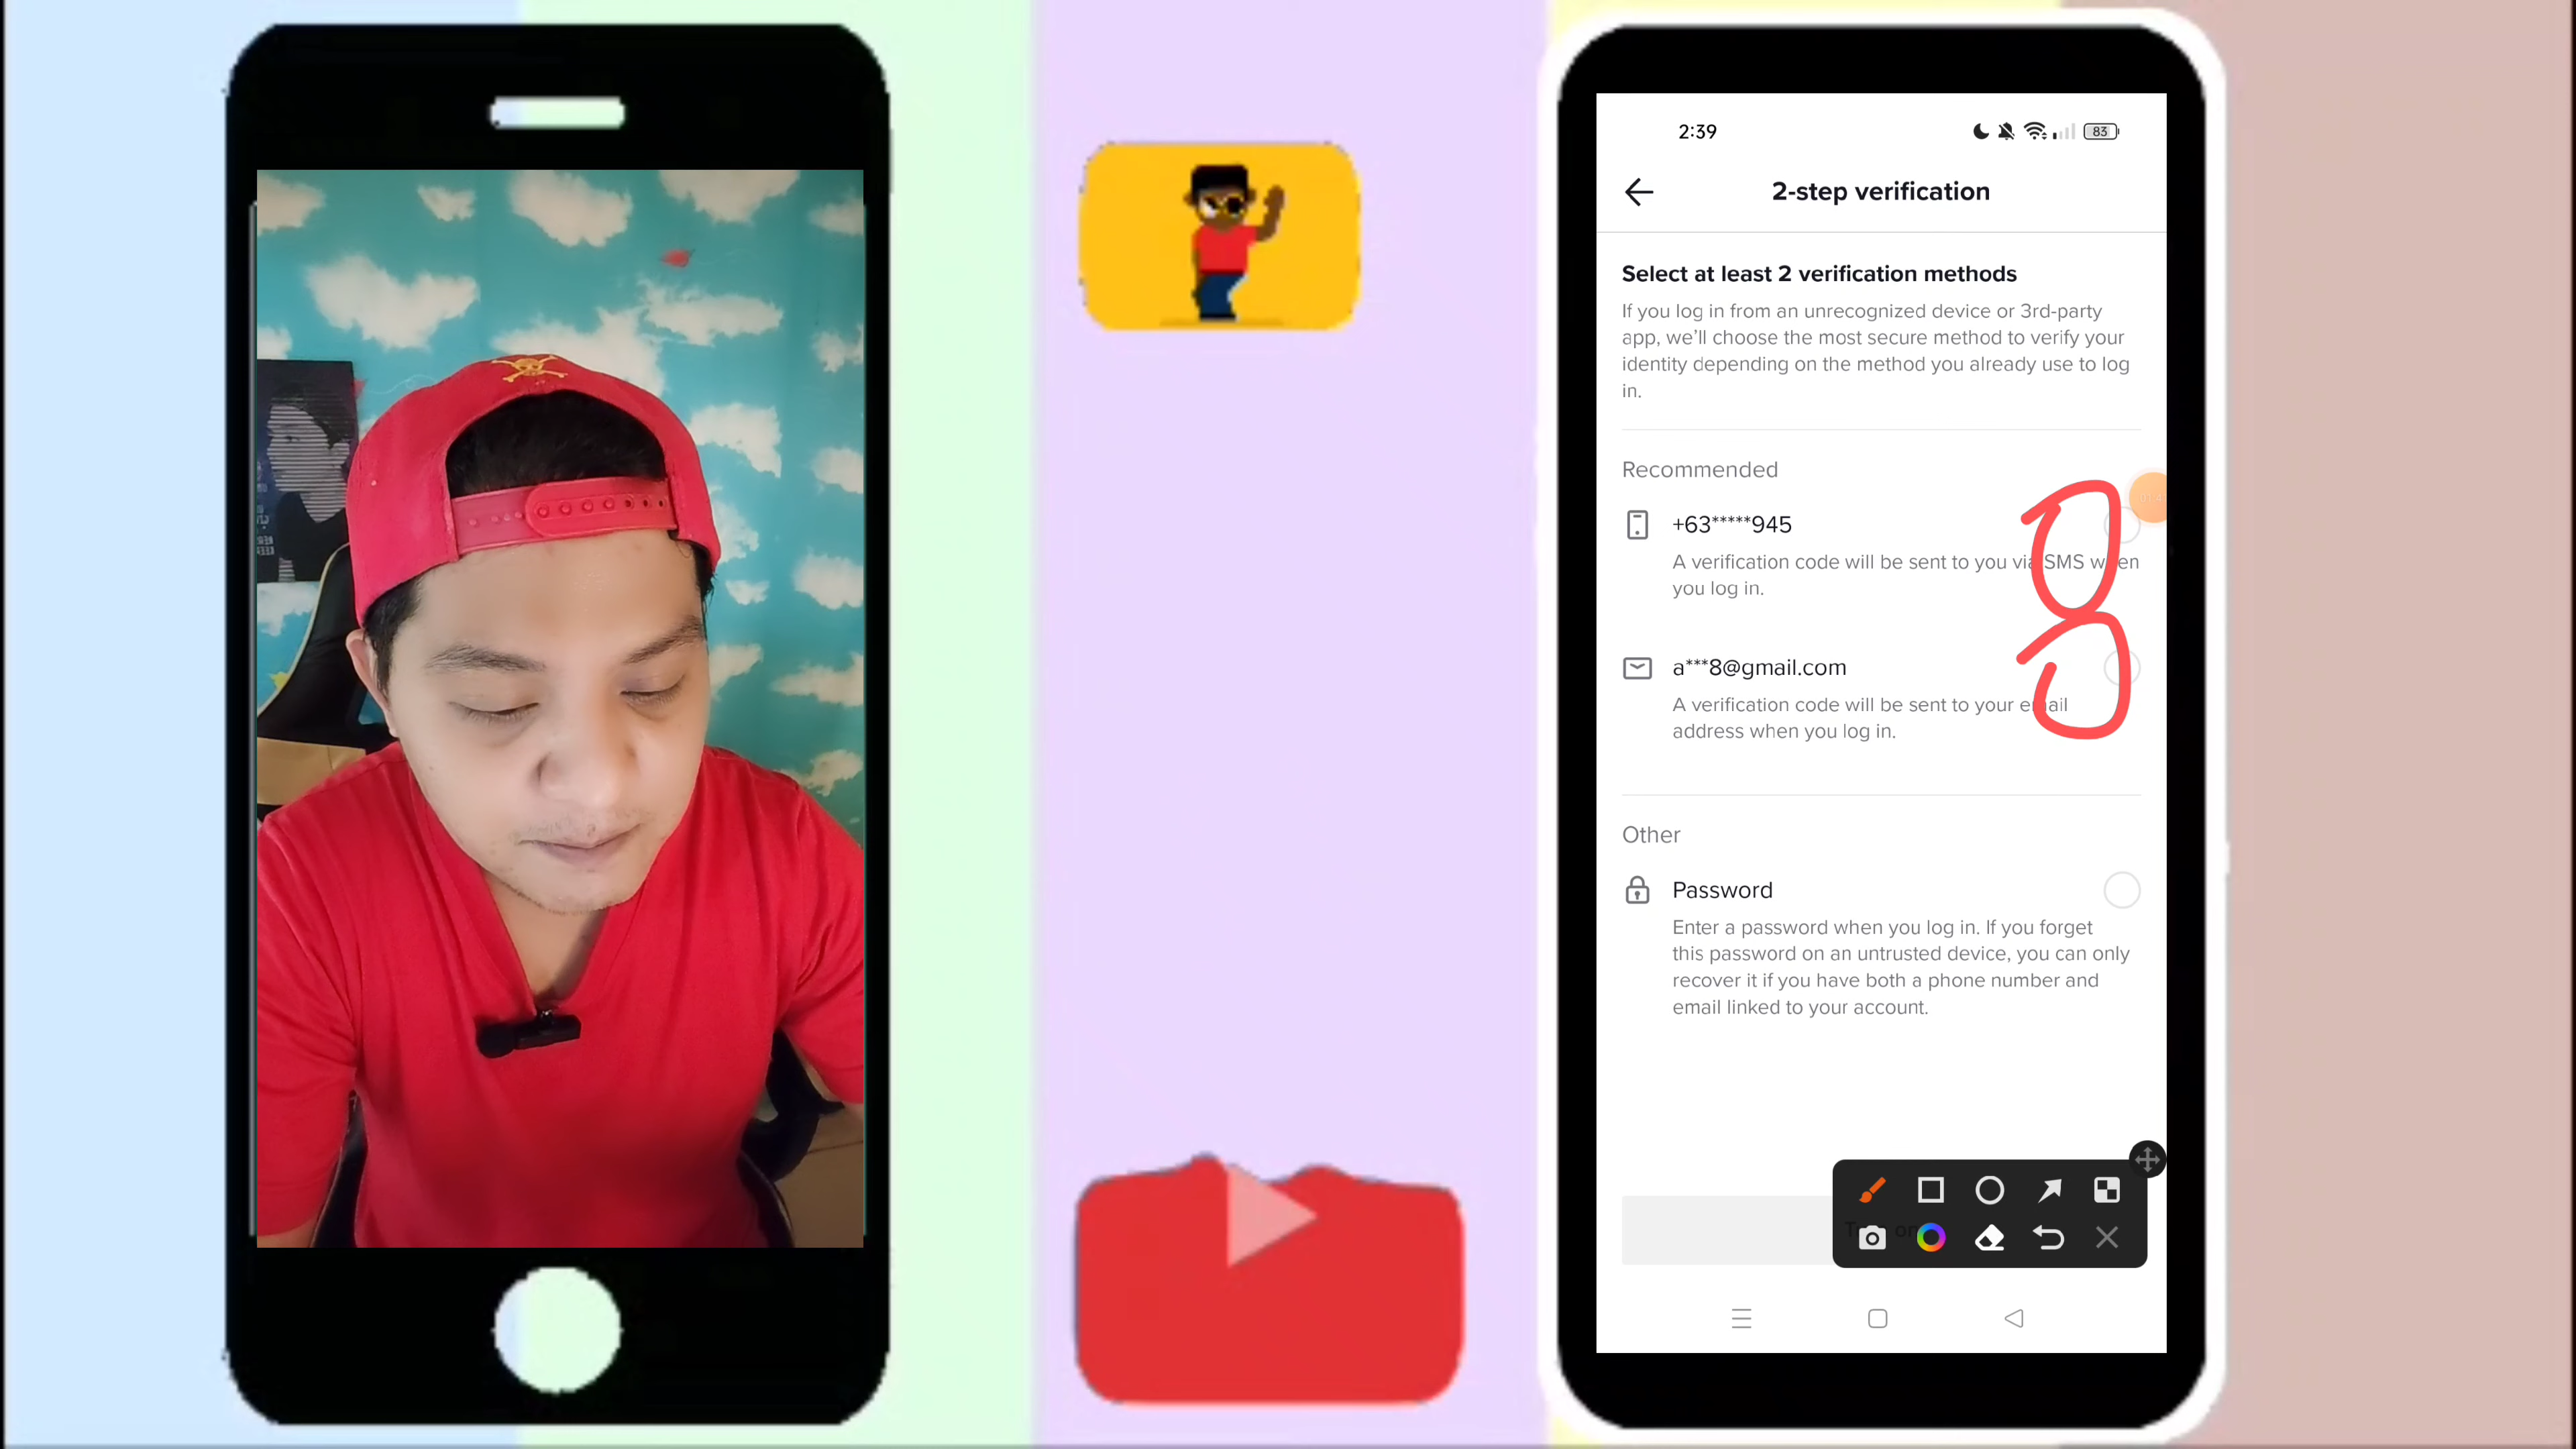 2:39
83
2-step verification
Select at least 2 verification methods
If you log in from an unrecognized device or 3rd-party
app, we'll choose the most secure method to verify your
identity depending on the method you already use to log
in.
Recommended
+63*****945
A verification code will be sent to you via SMS when
you log in.
a***8@gmail.com
A verification code will be sent to your email
address when you log in.
Other
Password
Enter a password when you log in. If you forget
this password on an untrusted device, you can only
recover it if you have both a phone number and
email linked to your account.